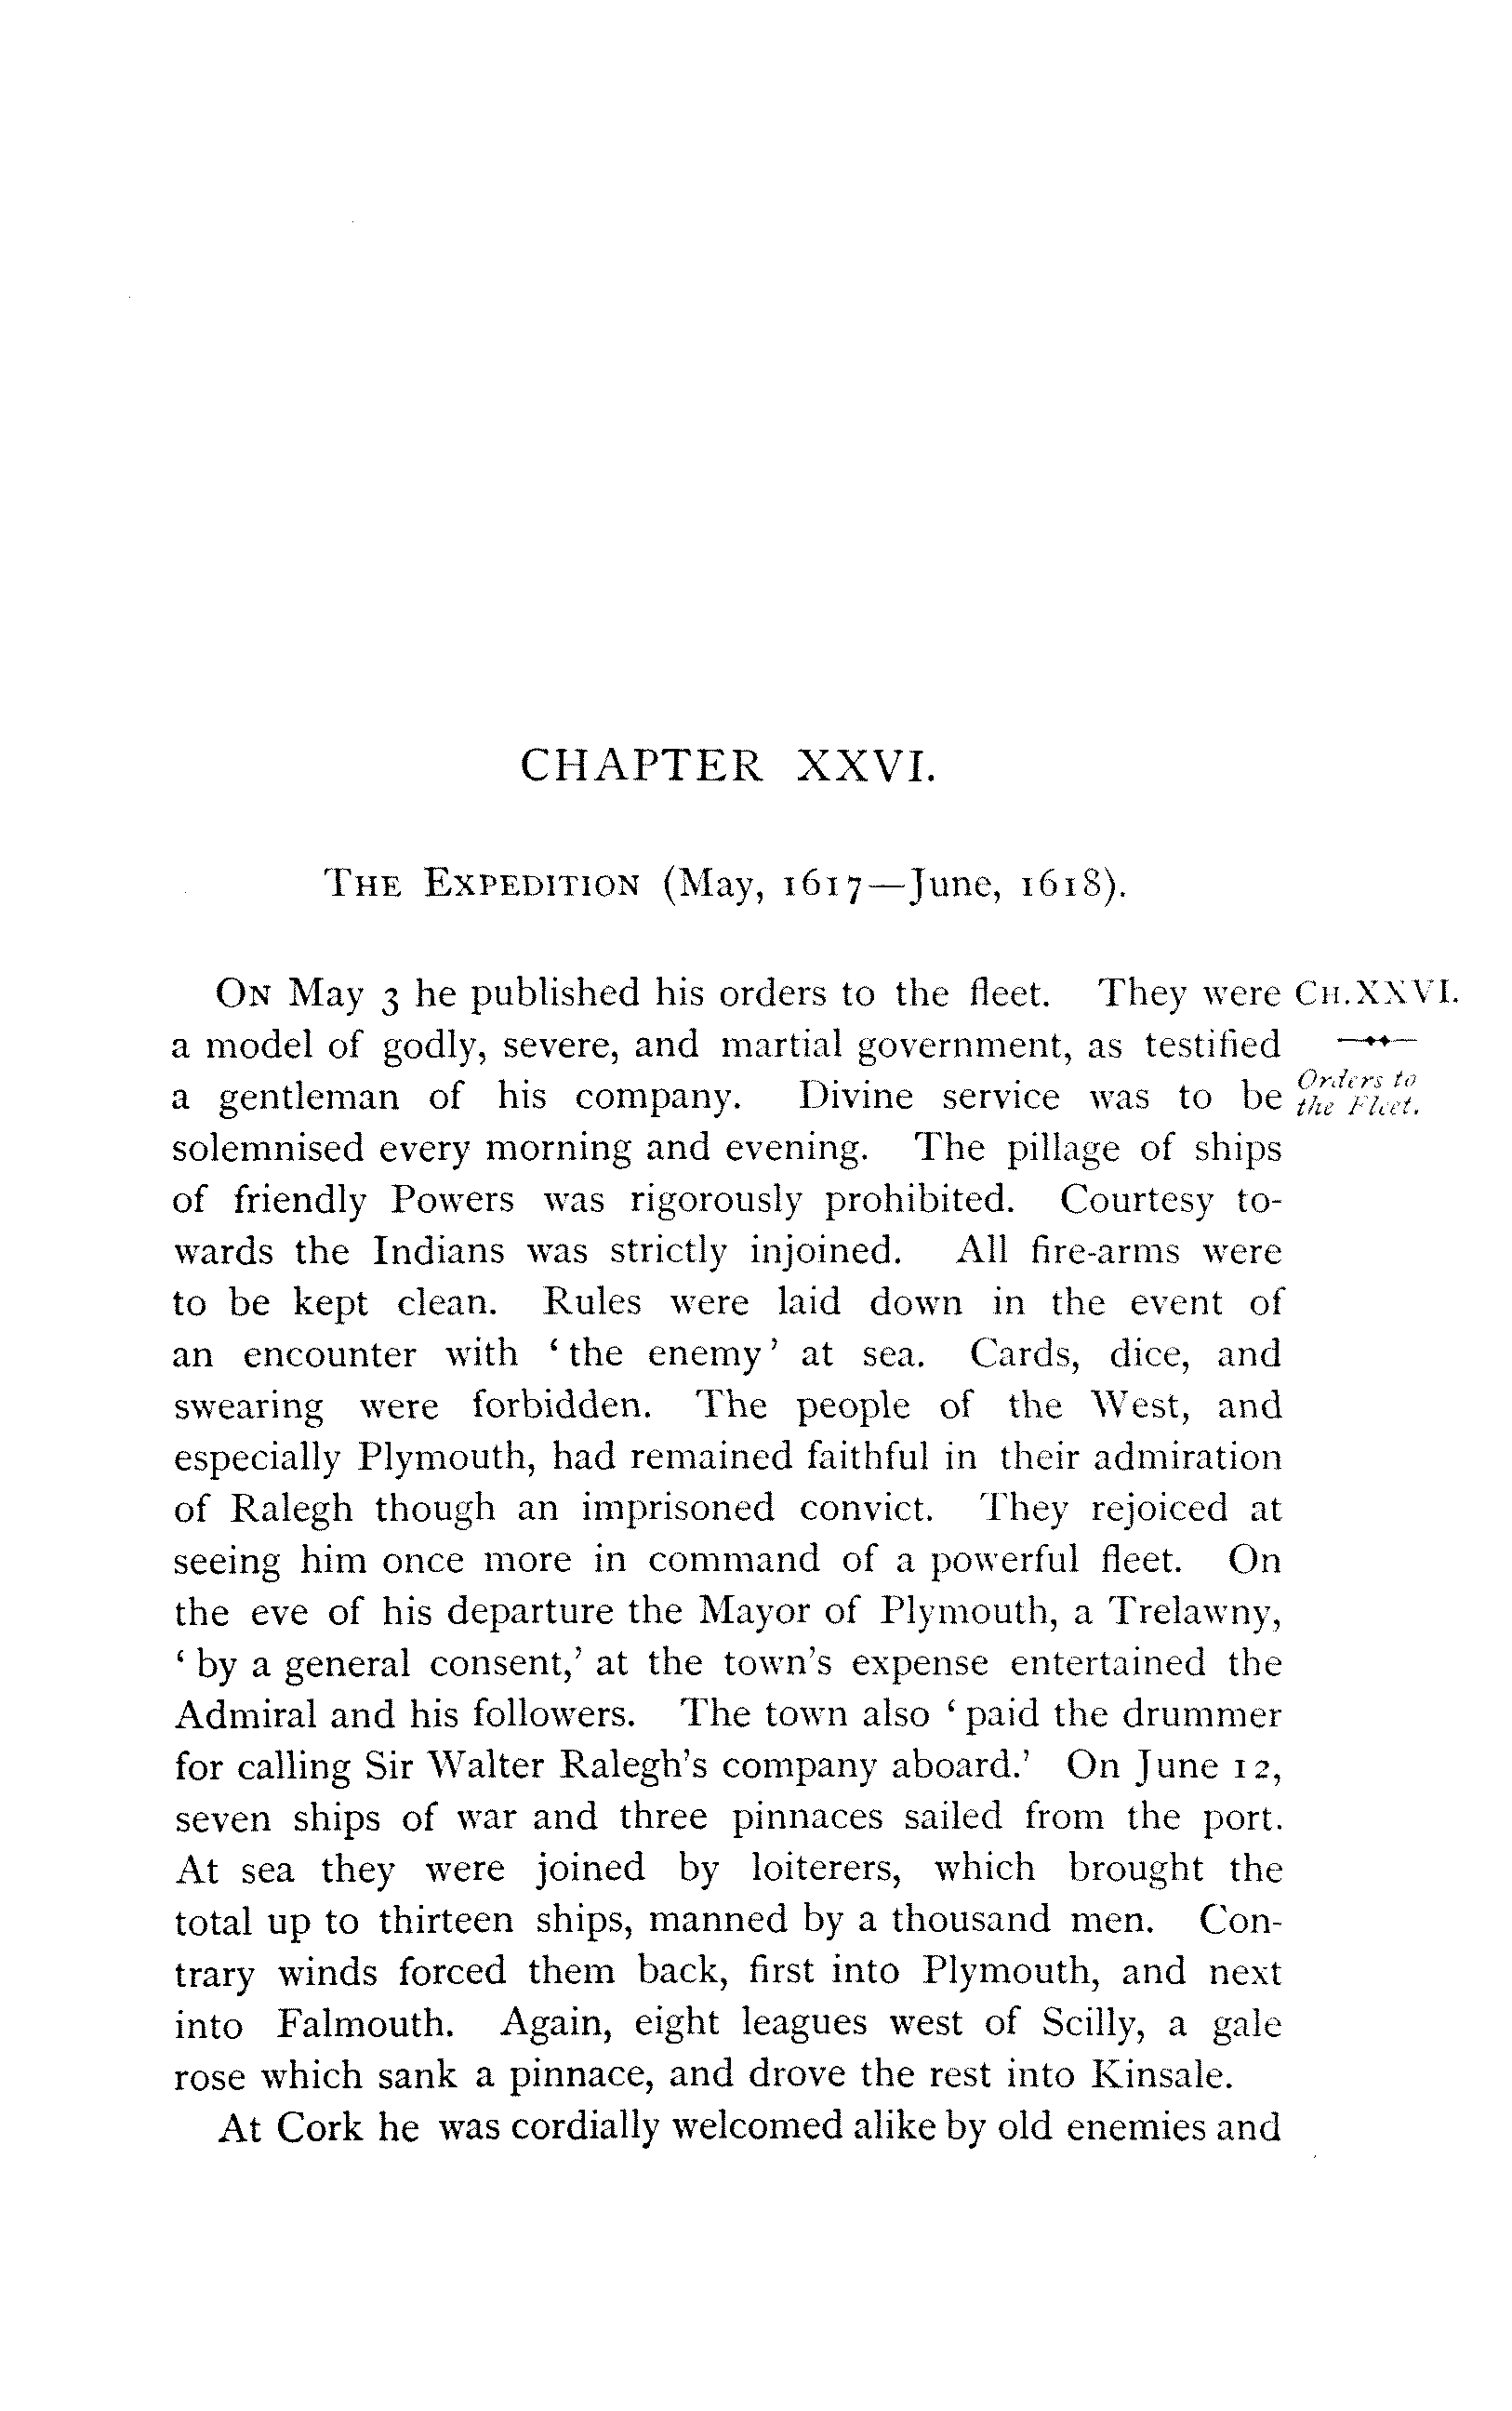 CHAPTER XXVI.
THE EXPEDITION (May, 1617—June, 1618).
ON May 3 he published his orders to the fleet. They were
CH. XXVI.
a model of godly, severe, and martial government, as testified
a gentleman of his company. Divine service was to be
Orders to
the Fleet.
solemnised every morning and evening. The pillage of ships
of friendly Powers was rigorously prohibited. Courtesy to-
wards the Indians was strictly injoined. All fire-arms were
to be kept clean. Rules were laid down in the event of
an encounter with ‘the enemy’ at sea. Cards, dice, and
swearing were forbidden. The people of the West, and
especially Plymouth, had remained faithful in their admiration
of Ralegh though an imprisoned convict. They rejoiced at
seeing him once more in command of a powerful fleet. On
the eve of his departure the Mayor of Plymouth, a Trelawny,
‘by a general consent,’ at the town's expense entertained the
Admiral and his followers. The town also ‘paid the drummer
for calling Sir Walter Ralegh's company aboard.’ On June 12,
seven ships of war and three pinnaces sailed from the port.
At sea they were joined by loiterers, which brought the
total up to thirteen ships, manned by a thousand men. Con-
trary winds forced them back, first into Plymouth, and next
into Falmouth. Again, eight leagues west of Scilly, a gale
rose which sank a pinnace, and drove the rest into Kinsale.
At Cork he was cordially welcomed alike by old enemies and